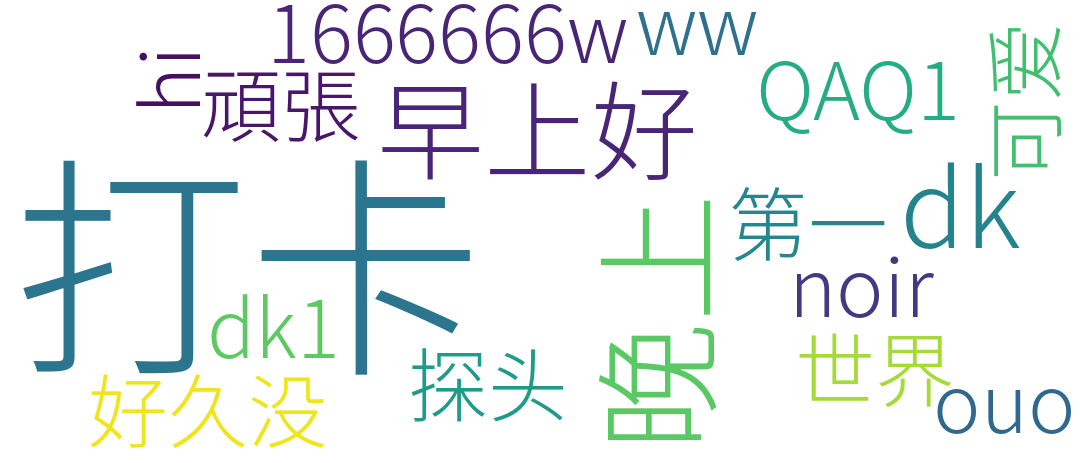 1666666w
ww
hi
頑張
早上好
QAQ1
可爱
打卡
晚上
第一
dk
noir
dk1
探头
世界
ouo
好久没